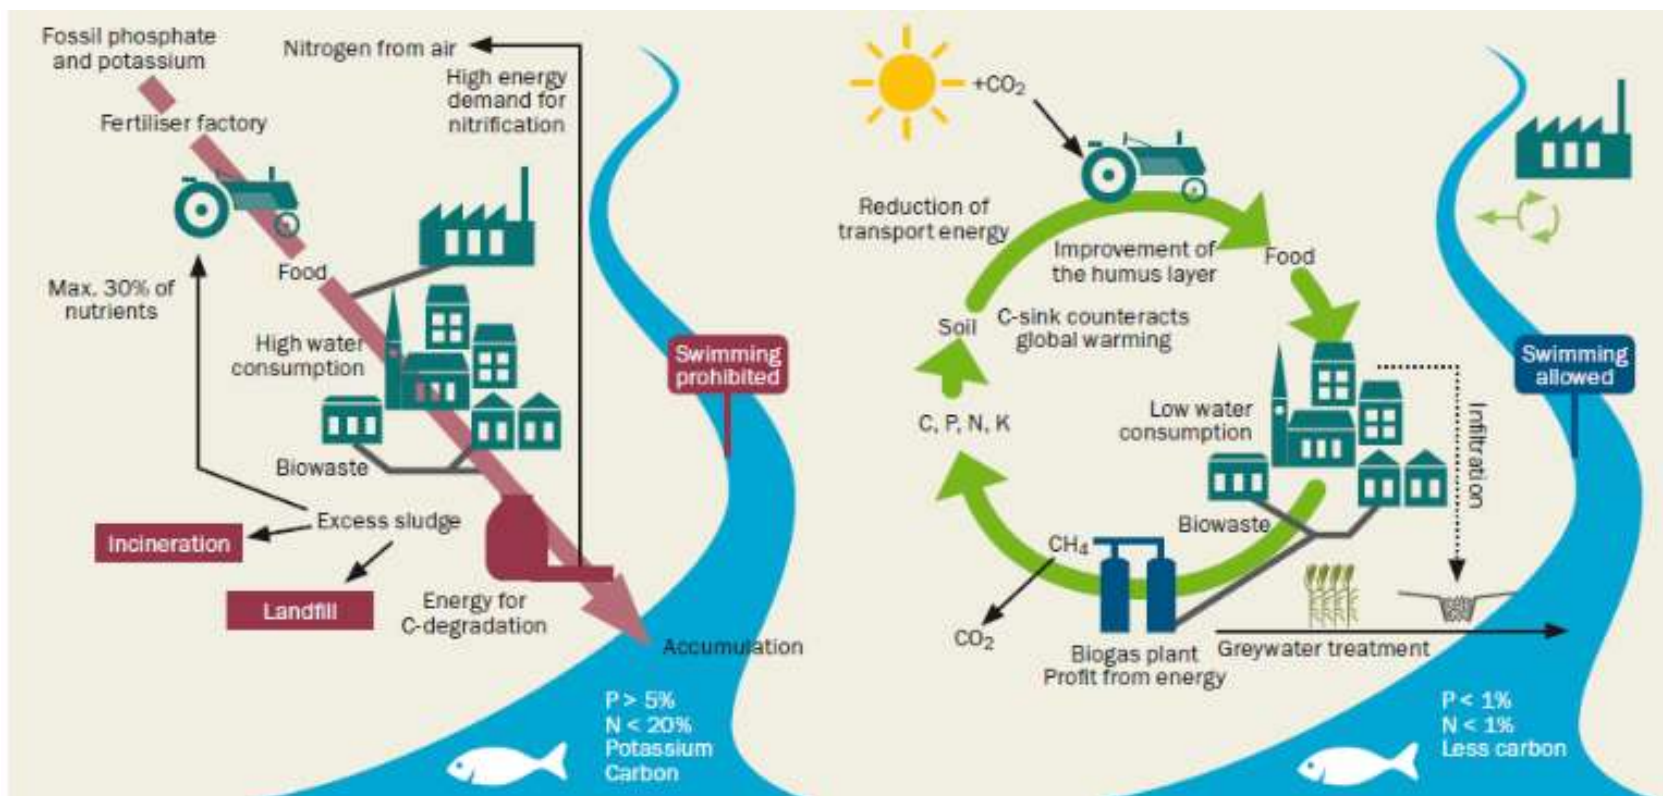 Fossil phosphate
and potassium
Nitrogen from air
High energy
demand for
nitrification
Fertiliser factory
Food
Max. 30% of
nutrients
High water
consumption
Swimming
prohibited
Biowaste
Excess sludge
Incineration
Landfill
Energy for
C-degradation
Accumulation
P > 5%
N < 20%
Potassium
Carbon
+CO₂
Reduction of
transport energy
Improvement of
the humus layer
Food
Soil
C-sink counteracts
global warming
Swimming
allowed
C, P, N, K
Low water
consumption
Infiltration
Biowaste
CH₄
CO₂
Biogas plant
Profit from energy
Greywater treatment
P < 1%
N < 1%
Less carbon